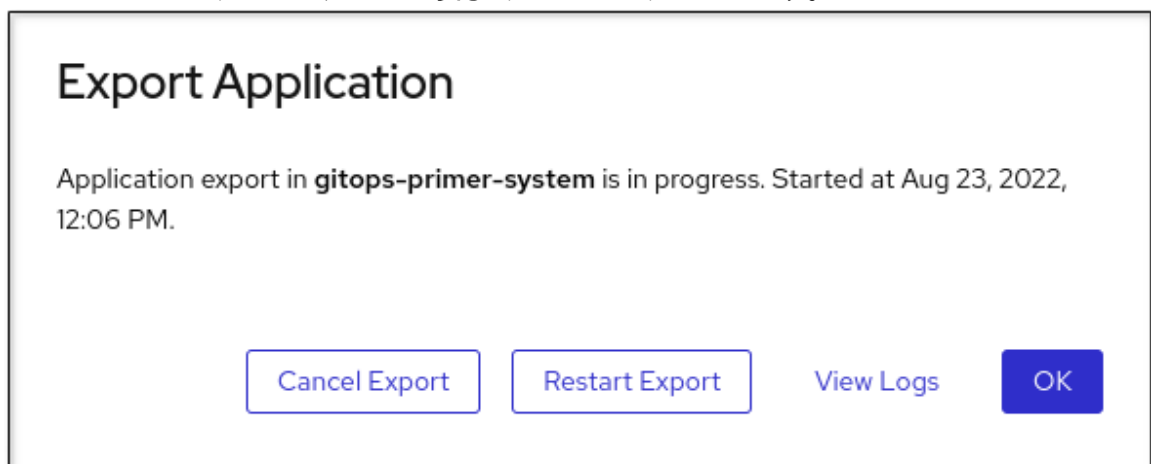 Export Application
Application export in gitops-primer-system is in progress. Started at Aug 23, 2022,
12:06 PM.
Cancel Export Restart Export View Logs OK